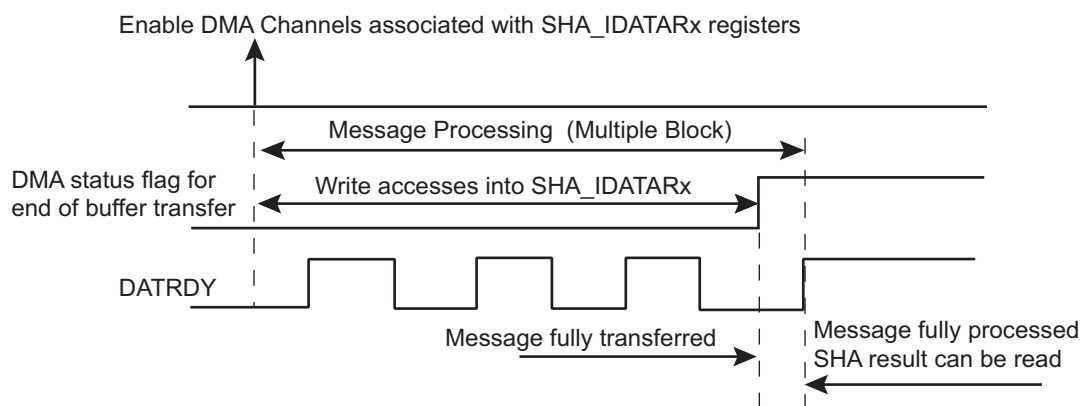 Enable DMA Channels associated with SHA_IDATARx registers
Message Processing (Multiple Block)
DMA status flag for
end of buffer transfer
Write accesses into SHA_IDATARx
DATRDY
Message fully transferred
Message fully processed
SHA result can be read